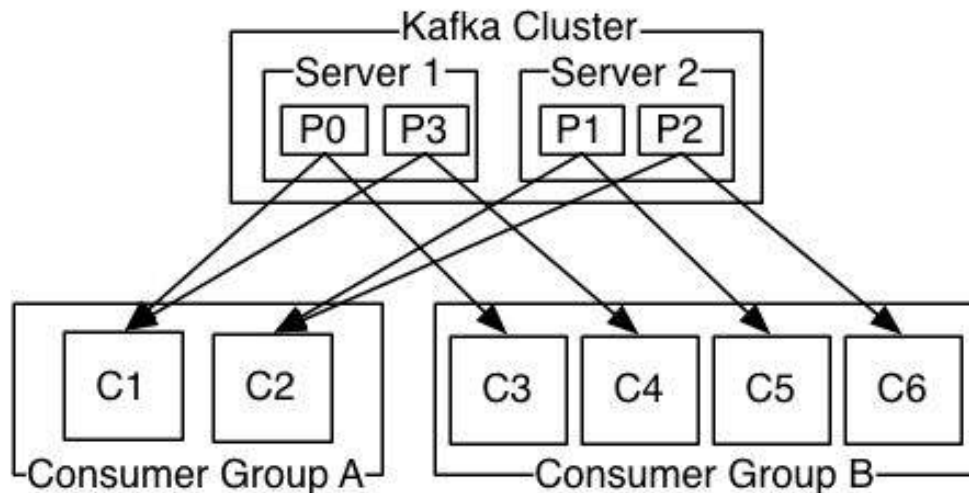 Kafka Cluster
Server 1 Server 2
P0 P3 P1 P2
C1 C2 C3 C4 C5 C6
Consumer Group A Consumer Group B